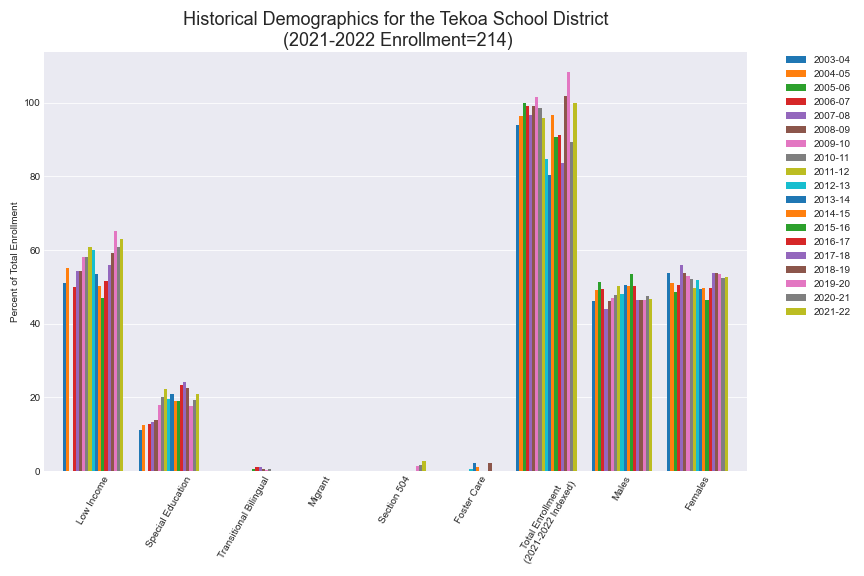 Historical Demographics for the Tekoa School District
(2021-2022 Enrollment=214)
Percent of Total Enrollment
100
80
60
40
20
0
Low Income
Special Education
Transitional Bilingual
Migrant
Section 504
Foster Care
Total Enrollment
(2021-2022 Indexed)
Males
Females
2003-04
2004-05
2005-06
2006-07
2007-08
2008-09
2009-10
2010-11
2011-12
2012-13
2013-14
2014-15
2015-16
2016-17
2017-18
2018-19
2019-20
2020-21
2021-22